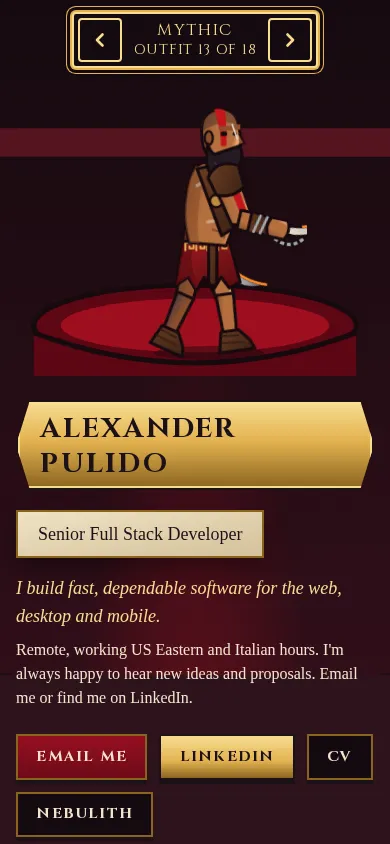 MYTHIC
OUTFIT 13 OF 18
ALEXANDER
PULIDO
Senior Full Stack Developer
I build fast, dependable software for the web,
desktop and mobile.
Remote, working US Eastern and Italian hours. I'm
always happy to hear new ideas and proposals. Email
me or find me on LinkedIn.
EMAIL ME
LINKEDIN
CV
NEBULITH